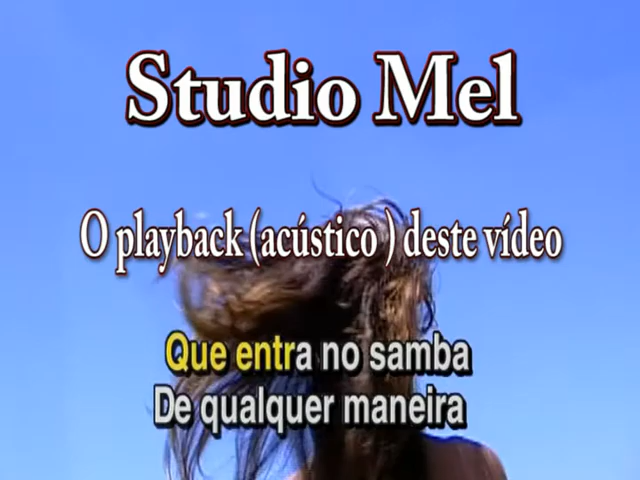 Studio Mel
O playback (acústico ) deste vídeo
Que entra no samba
De qualquer maneira